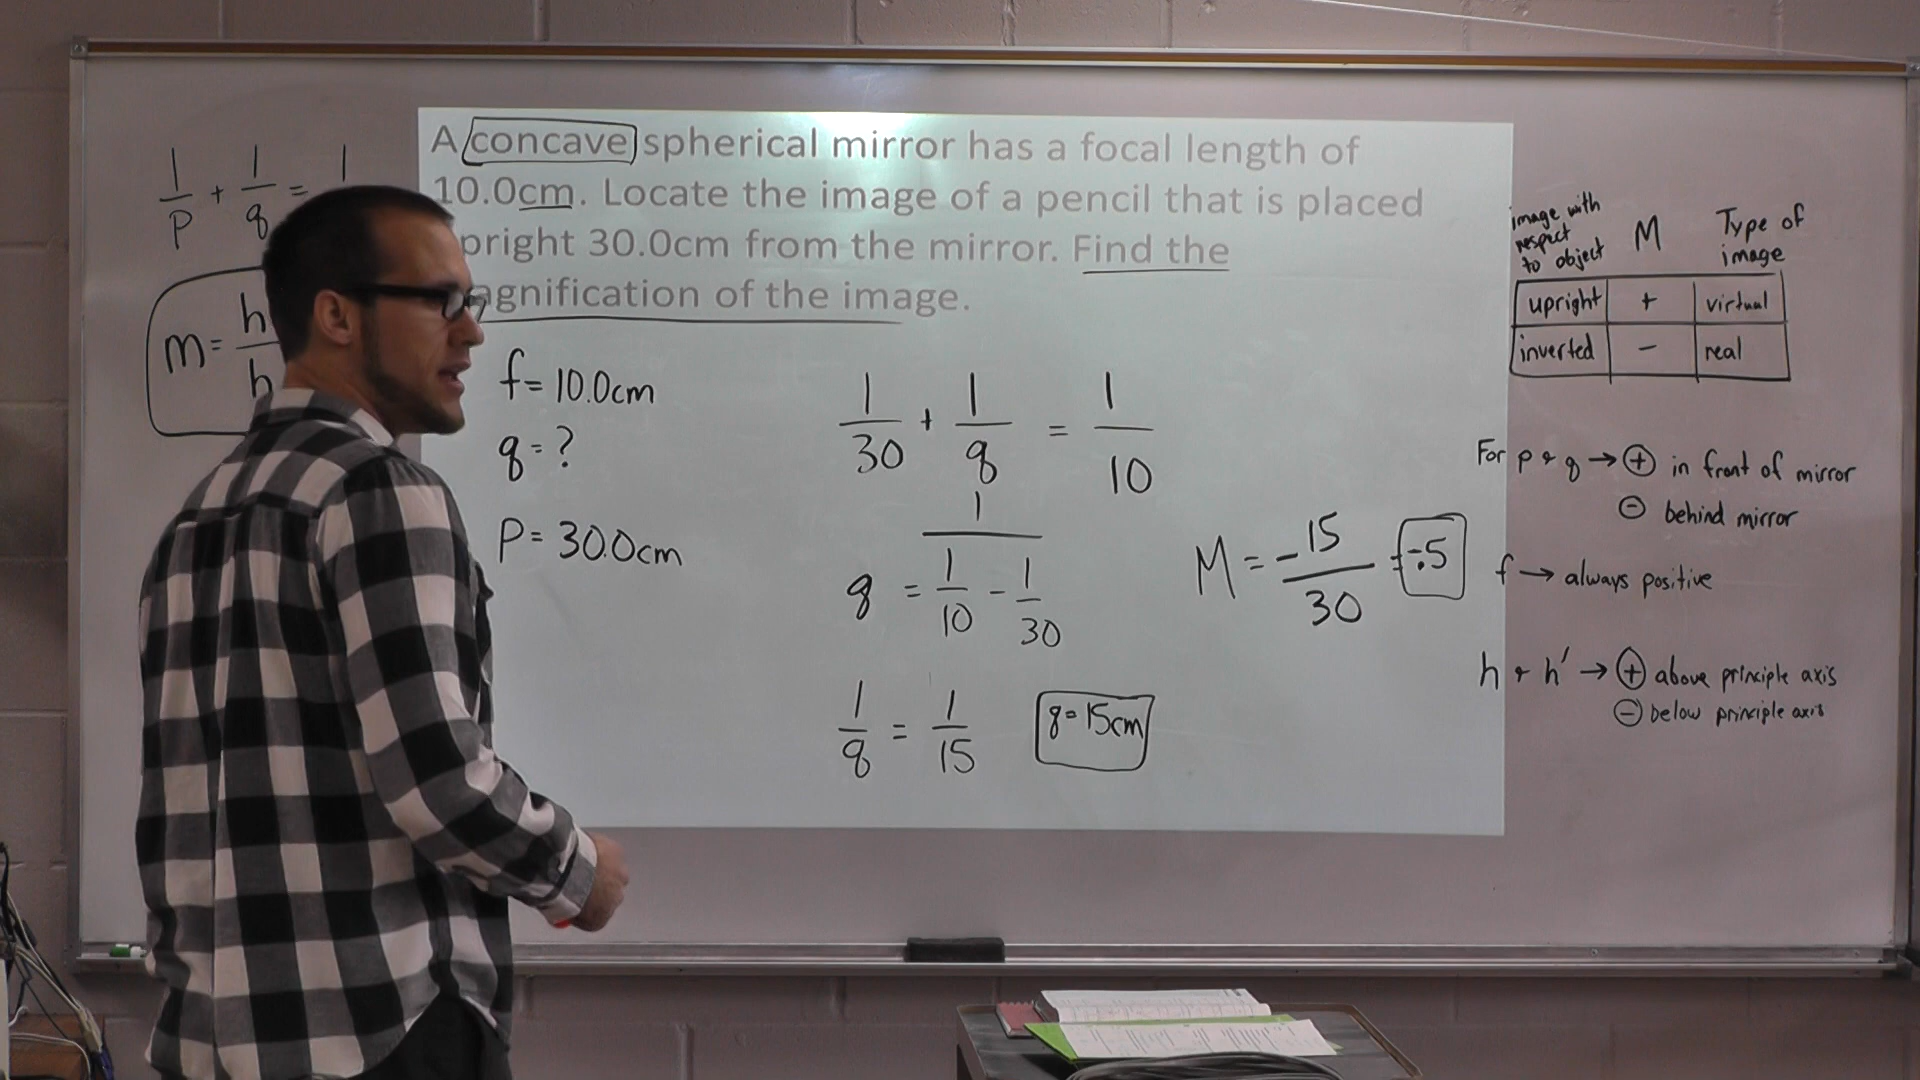 1/p + 1/q = 1
m = h/h
A concave spherical mirror has a focal length of
10.0cm. Locate the image of a pencil that is placed
pright 30.0cm from the mirror. Find the
agnification of the image.
f = 10.0cm
q = ?
P = 30.0cm
1/30 + 1/q = 1/10
1
q = 1/10 - 1/30
1/q = 1/15
q = 15cm
M = -15/30 = -.5
image with respect to object M Type of image
upright + virtual
inverted - real
For p & q → ⊕ in front of mirror
⊖ behind mirror
f → always positive
h & h' → ⊕ above principle axis
⊖ below principle axis